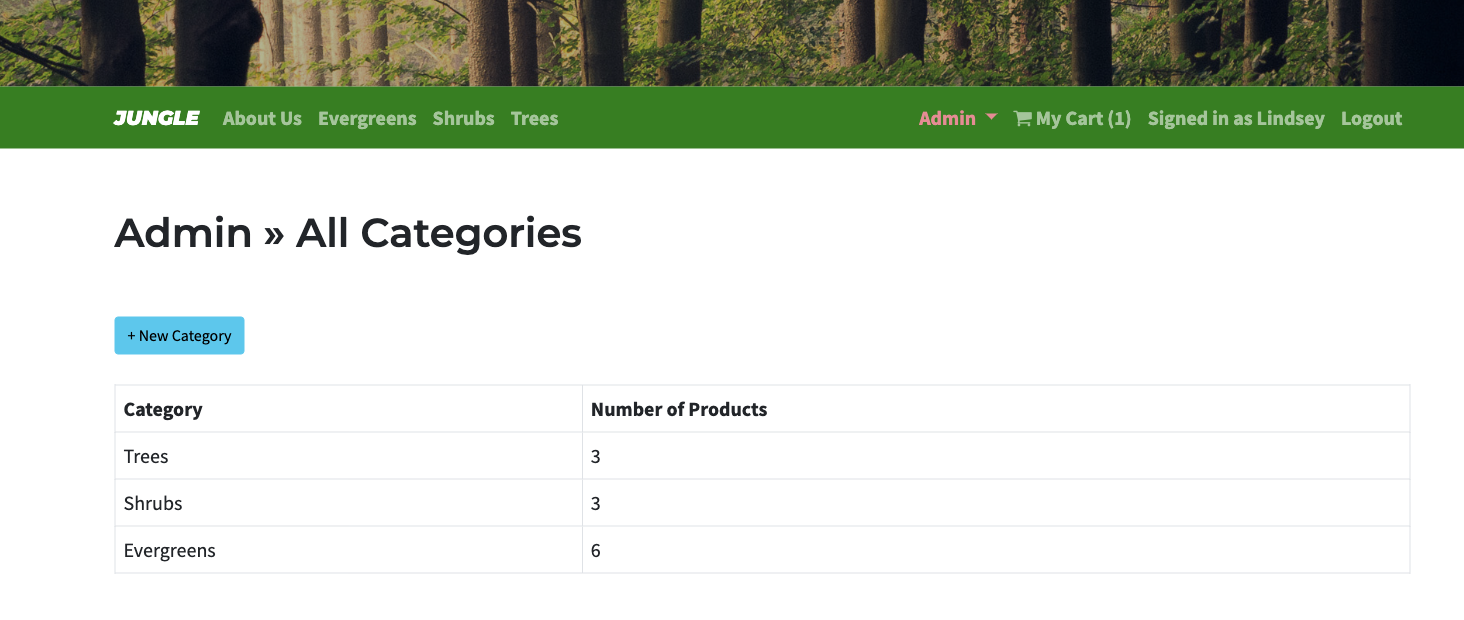 JUNGLE About Us Evergreens Shrubs Trees Admin My Cart (1) Signed in as Lindsey Logout
Admin » All Categories
+ New Category
Category Number of Products
Trees 3
Shrubs 3
Evergreens 6